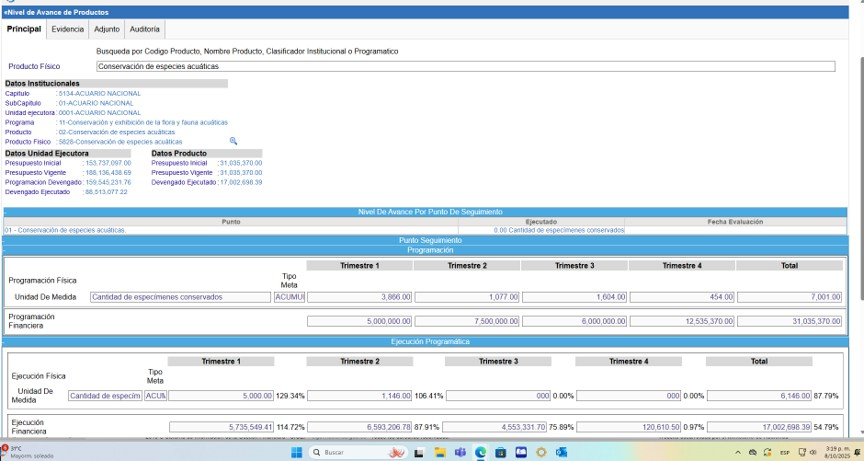 «Nivel de Avance de Productos
Principal Evidencia Adjunto Auditoría
Busqueda por Codigo Producto, Nombre Producto, Clasificador Institucional o Programatico
Producto Físico Conservación de especies acuáticas
Datos Institucionales
Capitulo : 5134-ACUARIO NACIONAL
SubCapitulo : 01-ACUARIO NACIONAL
Unidad ejecutora : 0001-ACUARIO NACIONAL
Programa : 11-Conservación y exhibición de la flora y fauna acuáticas
Producto : 02-Conservación de especies acuáticas
Producto Físico : 5828-Conservación de especies acuáticas
Datos Unidad Ejecutora Datos Producto
Presupuesto Inicial : 153,737,097.00 Presupuesto Inicial : 31,035,370.00
Presupuesto Vigente : 188,136,438.69 Presupuesto Vigente : 31,035,370.00
Programacion Devengado : 159,545,231.76 Devengado Ejecutado : 17,002,698.39
Devengado Ejecutado : 88,513,077.22
Nivel De Avance Por Punto De Seguimiento
Punto Ejecutado Fecha Evaluación
01 - Conservación de especies acuáticas. 0.00 Cantidad de especímenes conservados
Punto Seguimiento
Programación
Trimestre 1 Trimestre 2 Trimestre 3 Trimestre 4 Total
Programación Física Tipo Meta
Unidad De Medida Cantidad de especímenes conservados ACUMUI 3,866.00 1,077.00 1,604.00 454.00 7,001.00
Programación Financiera 5,000,000.00 7,500,000.00 6,000,000.00 12,535,370.00 31,035,370.00
Ejecución Programática
Trimestre 1 Trimestre 2 Trimestre 3 Trimestre 4 Total
Ejecución Física Tipo Meta
Unidad De Medida Cantidad de especím ACUM 5,000.00 129.34% 1,146.00 106.41% 000 0.00% 000 0.00% 6,146.00 87.79%
Ejecución Financiera 5,735,549.41 114.72% 6,593,206.78 87.91% 4,553,331.70 75.89% 120,610.50 0.97% 17,002,698.39 54.79%
31°C
Mayorm. soleado
Buscar
ESP
3:19 p. m.
8/10/2025